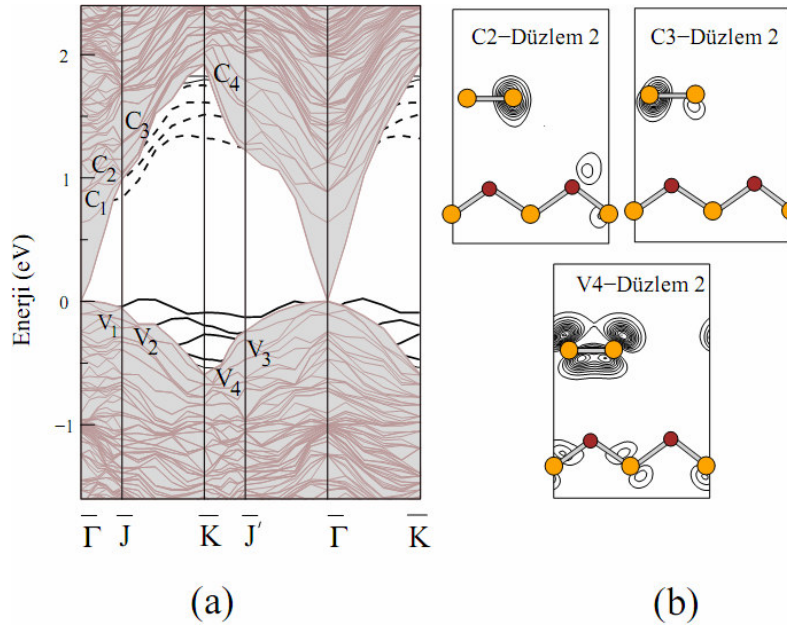 Enerji (eV)
2
1
0
−1
C4
C3
C2
C1
V1
V2
V3
V4
Γ̅ J̅ K̅ J̅′ Γ̅ K̅
(a)
C2−Düzlem 2
C3−Düzlem 2
V4−Düzlem 2
(b)